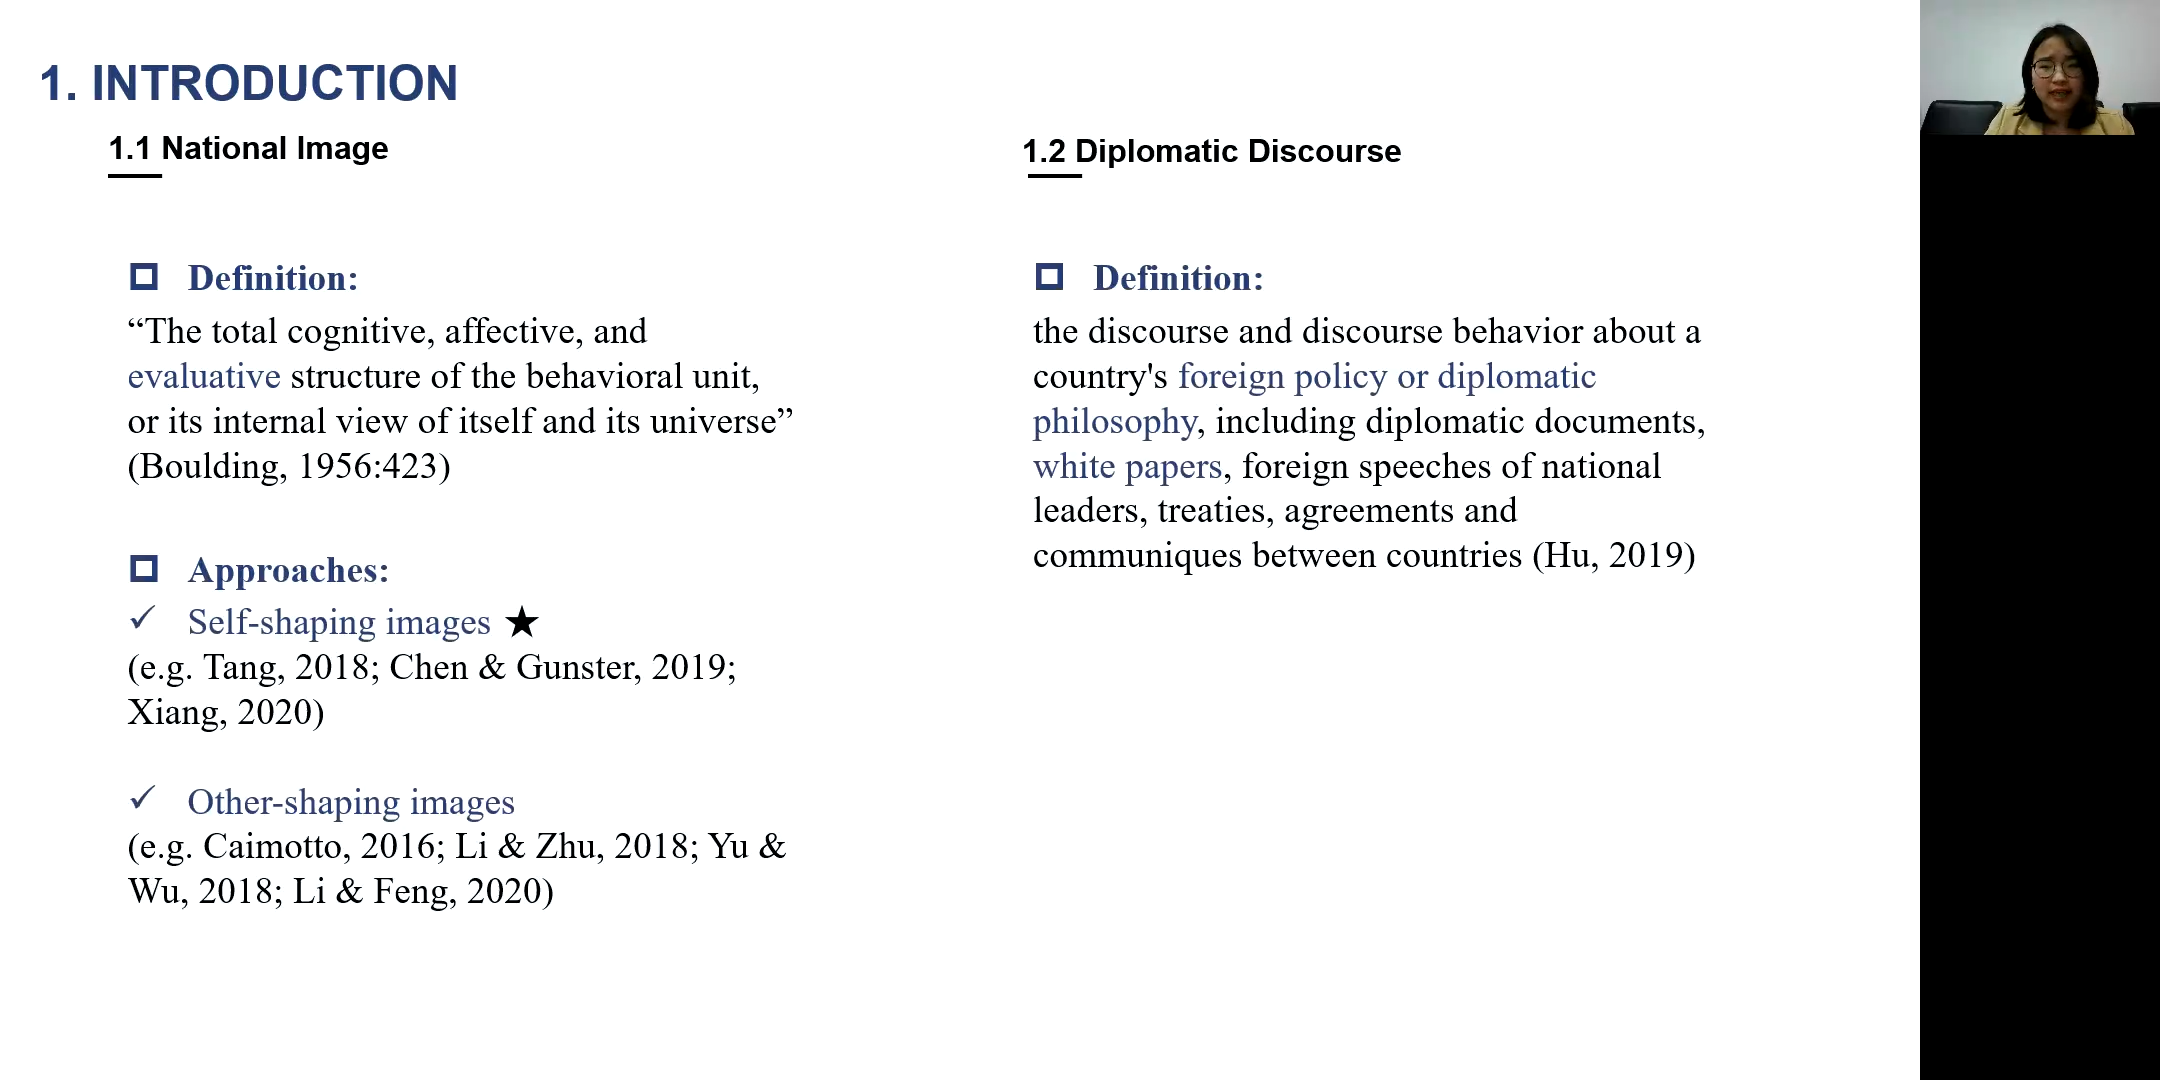 1. INTRODUCTION
1.1 National Image
Definition:
“The total cognitive, affective, and
evaluative structure of the behavioral unit,
or its internal view of itself and its universe”
(Boulding, 1956:423)
Approaches:
✓ Self-shaping images ★
(e.g. Tang, 2018; Chen & Gunster, 2019;
Xiang, 2020)
✓ Other-shaping images
(e.g. Caimotto, 2016; Li & Zhu, 2018; Yu &
Wu, 2018; Li & Feng, 2020)
1.2 Diplomatic Discourse
Definition:
the discourse and discourse behavior about a
country's foreign policy or diplomatic
philosophy, including diplomatic documents,
white papers, foreign speeches of national
leaders, treaties, agreements and
communiques between countries (Hu, 2019)